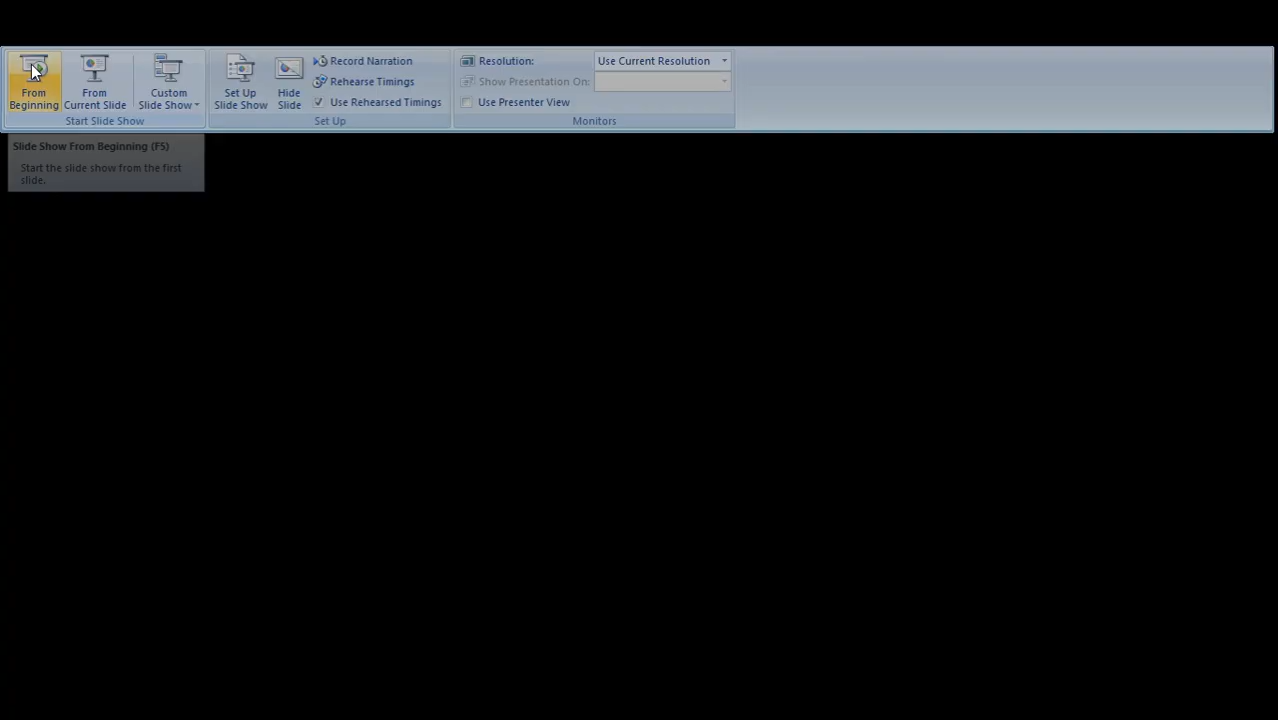 From Beginning
From Current Slide
Custom Slide Show
Start Slide Show
Set Up Slide Show
Hide Slide
Record Narration
Rehearse Timings
Use Rehearsed Timings
Set Up
Resolution: Use Current Resolution
Show Presentation On:
Use Presenter View
Monitors
Slide Show From Beginning (F5)
Start the slide show from the first
slide.